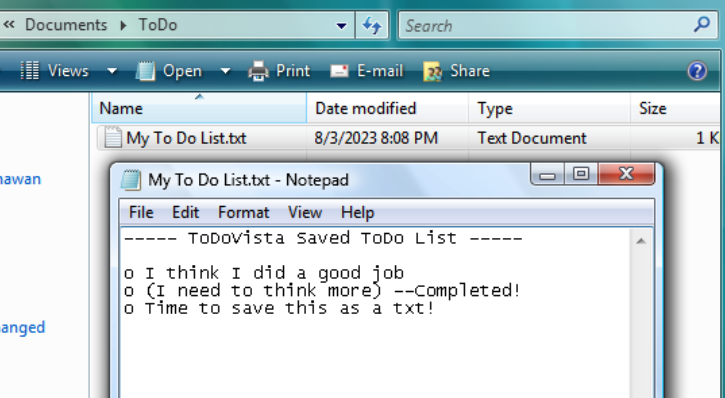 « Documents ▸ ToDo Search
Views Open Print E-mail Share
Name Date modified Type Size
My To Do List.txt 8/3/2023 8:08 PM Text Document 1 K
My To Do List.txt - Notepad
File Edit Format View Help
----- ToDoVista Saved ToDo List -----
o I think I did a good job
o (I need to think more) --Completed!
o Time to save this as a txt!
nawan
anged